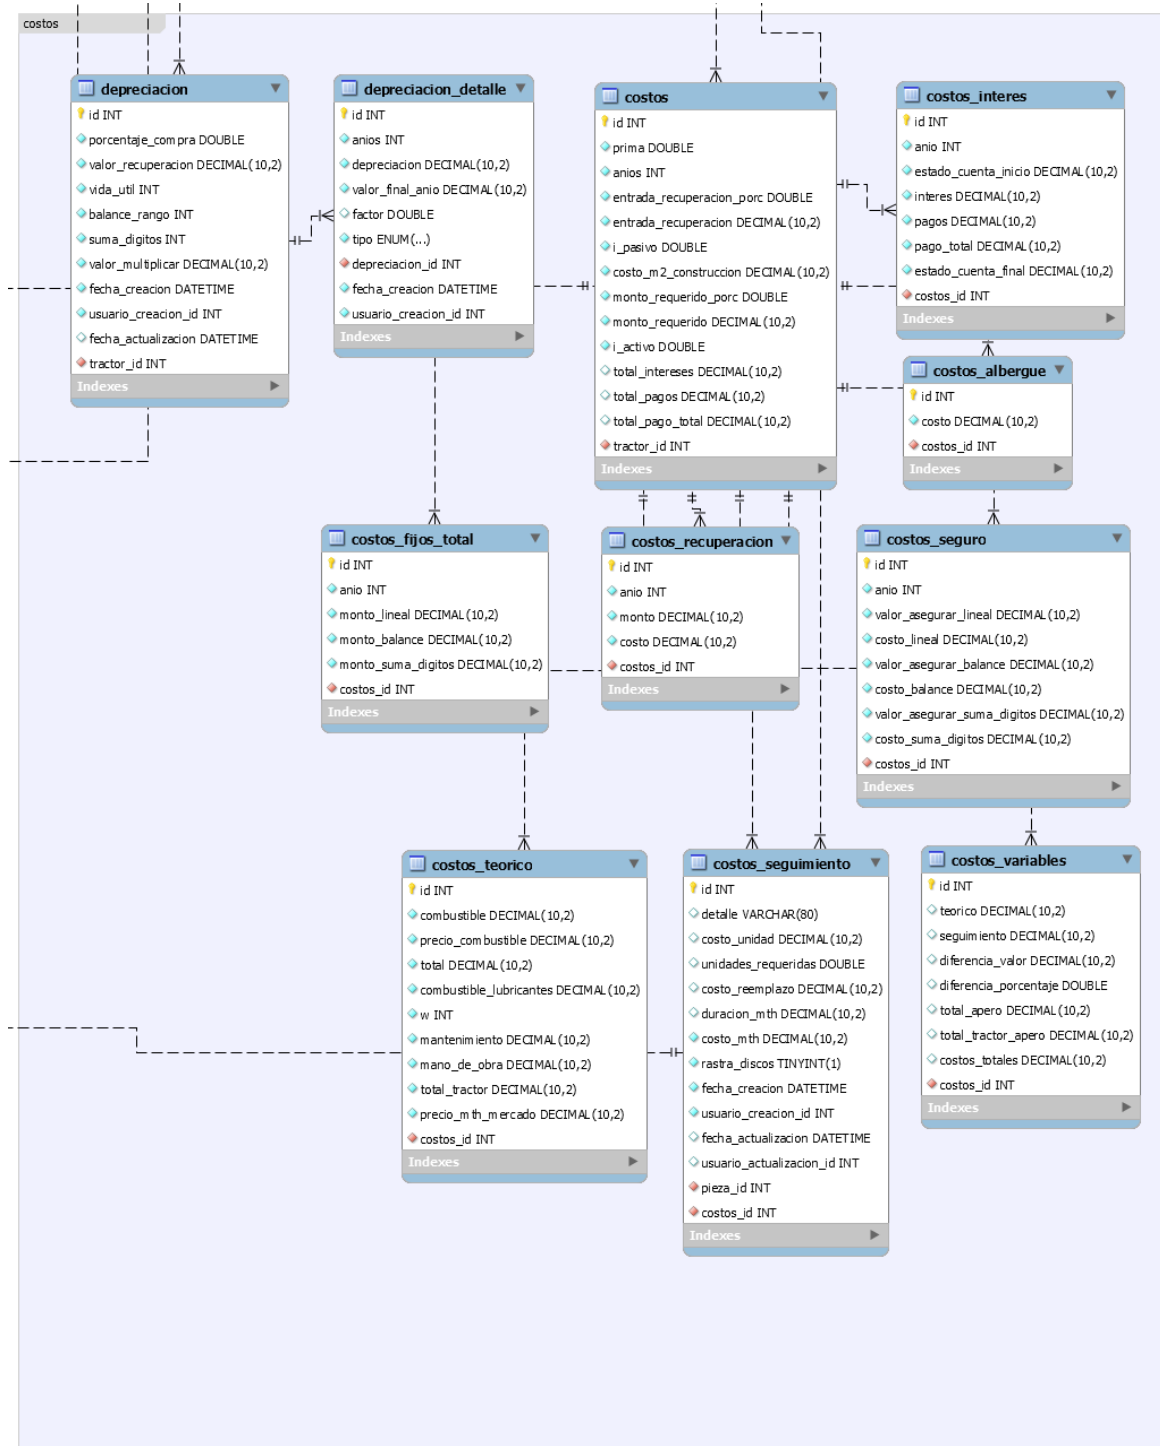 costos
depreciacion
id INT
porcentaje_compra DOUBLE
valor_recuperacion DECIMAL(10,2)
vida_util INT
balance_rango INT
suma_digitos INT
valor_multiplicar DECIMAL(10,2)
fecha_creacion DATETIME
usuario_creacion_id INT
fecha_actualizacion DATETIME
tractor_id INT
Indexes
depreciacion_detalle
id INT
anios INT
depreciacion DECIMAL(10,2)
valor_final_anio DECIMAL(10,2)
factor DOUBLE
tipo ENUM(...)
depreciacion_id INT
fecha_creacion DATETIME
usuario_creacion_id INT
Indexes
costos
id INT
prima DOUBLE
anios INT
entrada_recuperacion_porc DOUBLE
entrada_recuperacion DECIMAL(10,2)
i_pasivo DOUBLE
costo_m2_construccion DECIMAL(10,2)
monto_requerido_porc DOUBLE
monto_requerido DECIMAL(10,2)
i_activo DOUBLE
total_intereses DECIMAL(10,2)
total_pagos DECIMAL(10,2)
total_pago_total DECIMAL(10,2)
tractor_id INT
Indexes
costos_interes
id INT
anio INT
estado_cuenta_inicio DECIMAL(10,2)
interes DECIMAL(10,2)
pagos DECIMAL(10,2)
pago_total DECIMAL(10,2)
estado_cuenta_final DECIMAL(10,2)
costos_id INT
Indexes
costos_albergue
id INT
costo DECIMAL(10,2)
costos_id INT
Indexes
costos_fijos_total
id INT
anio INT
monto_lineal DECIMAL(10,2)
monto_balance DECIMAL(10,2)
monto_suma_digitos DECIMAL(10,2)
costos_id INT
Indexes
costos_recuperacion
id INT
anio INT
monto DECIMAL(10,2)
costo DECIMAL(10,2)
costos_id INT
Indexes
costos_seguro
id INT
anio INT
valor_asegurar_lineal DECIMAL(10,2)
costo_lineal DECIMAL(10,2)
valor_asegurar_balance DECIMAL(10,2)
costo_balance DECIMAL(10,2)
valor_asegurar_suma_digitos DECIMAL(10,2)
costo_suma_digitos DECIMAL(10,2)
costos_id INT
Indexes
costos_teorico
id INT
combustible DECIMAL(10,2)
precio_combustible DECIMAL(10,2)
total DECIMAL(10,2)
combustible_lubricantes DECIMAL(10,2)
w INT
mantenimiento DECIMAL(10,2)
mano_de_obra DECIMAL(10,2)
total_tractor DECIMAL(10,2)
precio_mth_mercado DECIMAL(10,2)
costos_id INT
Indexes
costos_seguimiento
id INT
detalle VARCHAR(80)
costo_unidad DECIMAL(10,2)
unidades_requeridas DOUBLE
costo_reemplazo DECIMAL(10,2)
duracion_mth DECIMAL(10,2)
costo_mth DECIMAL(10,2)
rastra_discos TINYINT(1)
fecha_creacion DATETIME
usuario_creacion_id INT
fecha_actualizacion DATETIME
usuario_actualizacion_id INT
pieza_id INT
costos_id INT
Indexes
costos_variables
id INT
teorico DECIMAL(10,2)
seguimiento DECIMAL(10,2)
diferencia_valor DECIMAL(10,2)
diferencia_porcentaje DOUBLE
total_apero DECIMAL(10,2)
total_tractor_apero DECIMAL(10,2)
costos_totales DECIMAL(10,2)
costos_id INT
Indexes